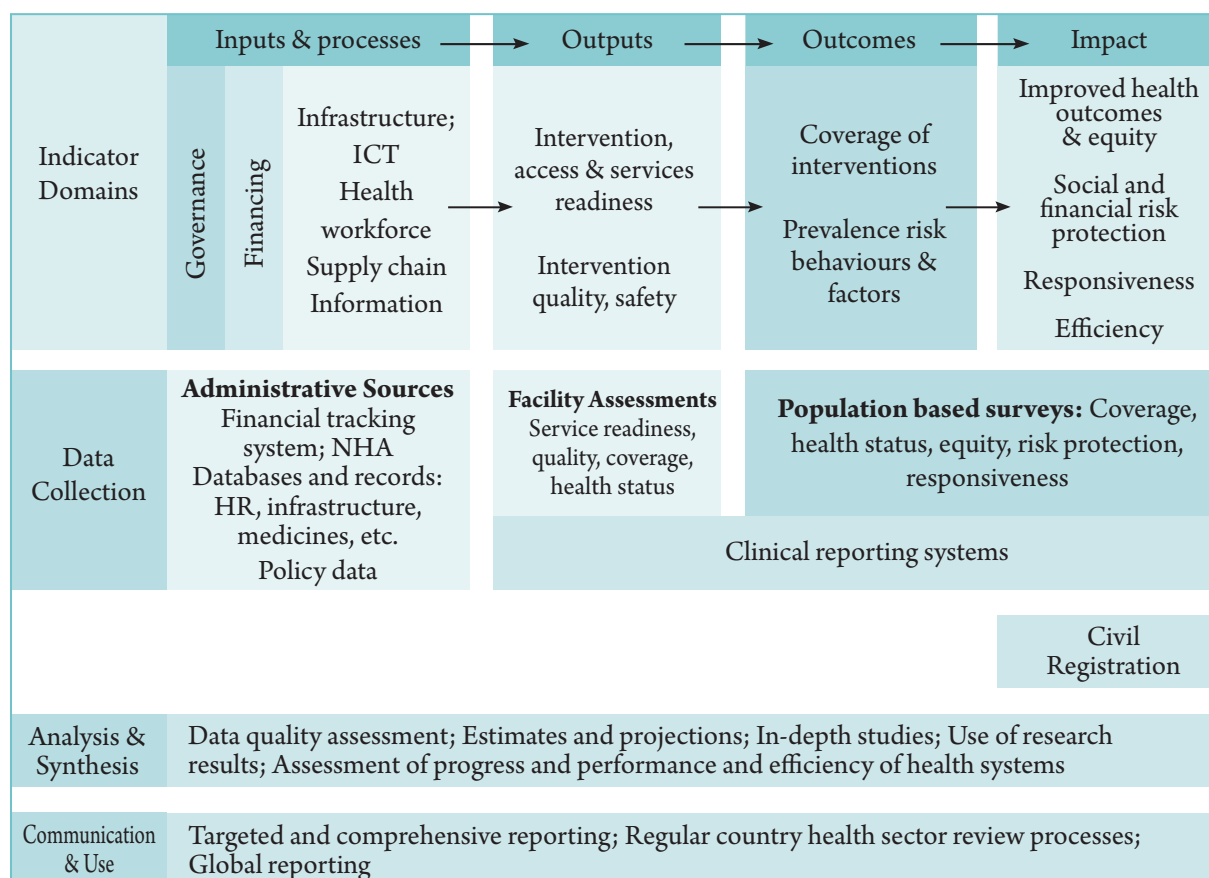 Inputs & processes
Outputs
Outcomes
Impact
Indicator
Domains
Governance
Financing
Infrastructure;
ICT
Health
workforce
Supply chain
Information
Intervention,
access & services
readiness
Intervention
quality, safety
Coverage of
interventions
Prevalence risk
behaviours &
factors
Improved health
outcomes
& equity
Social and
financial risk
protection
Responsiveness
Efficiency
Data
Collection
Administrative Sources
Financial tracking
system; NHA
Databases and records:
HR, infrastructure,
medicines, etc.
Policy data
Facility Assessments
Service readiness,
quality, coverage,
health status
Population based surveys: Coverage,
health status, equity, risk protection,
responsiveness
Clinical reporting systems
Civil
Registration
Analysis &
Synthesis
Data quality assessment; Estimates and projections; In-depth studies; Use of research
results; Assessment of progress and performance and efficiency of health systems
Communication
& Use
Targeted and comprehensive reporting; Regular country health sector review processes;
Global reporting